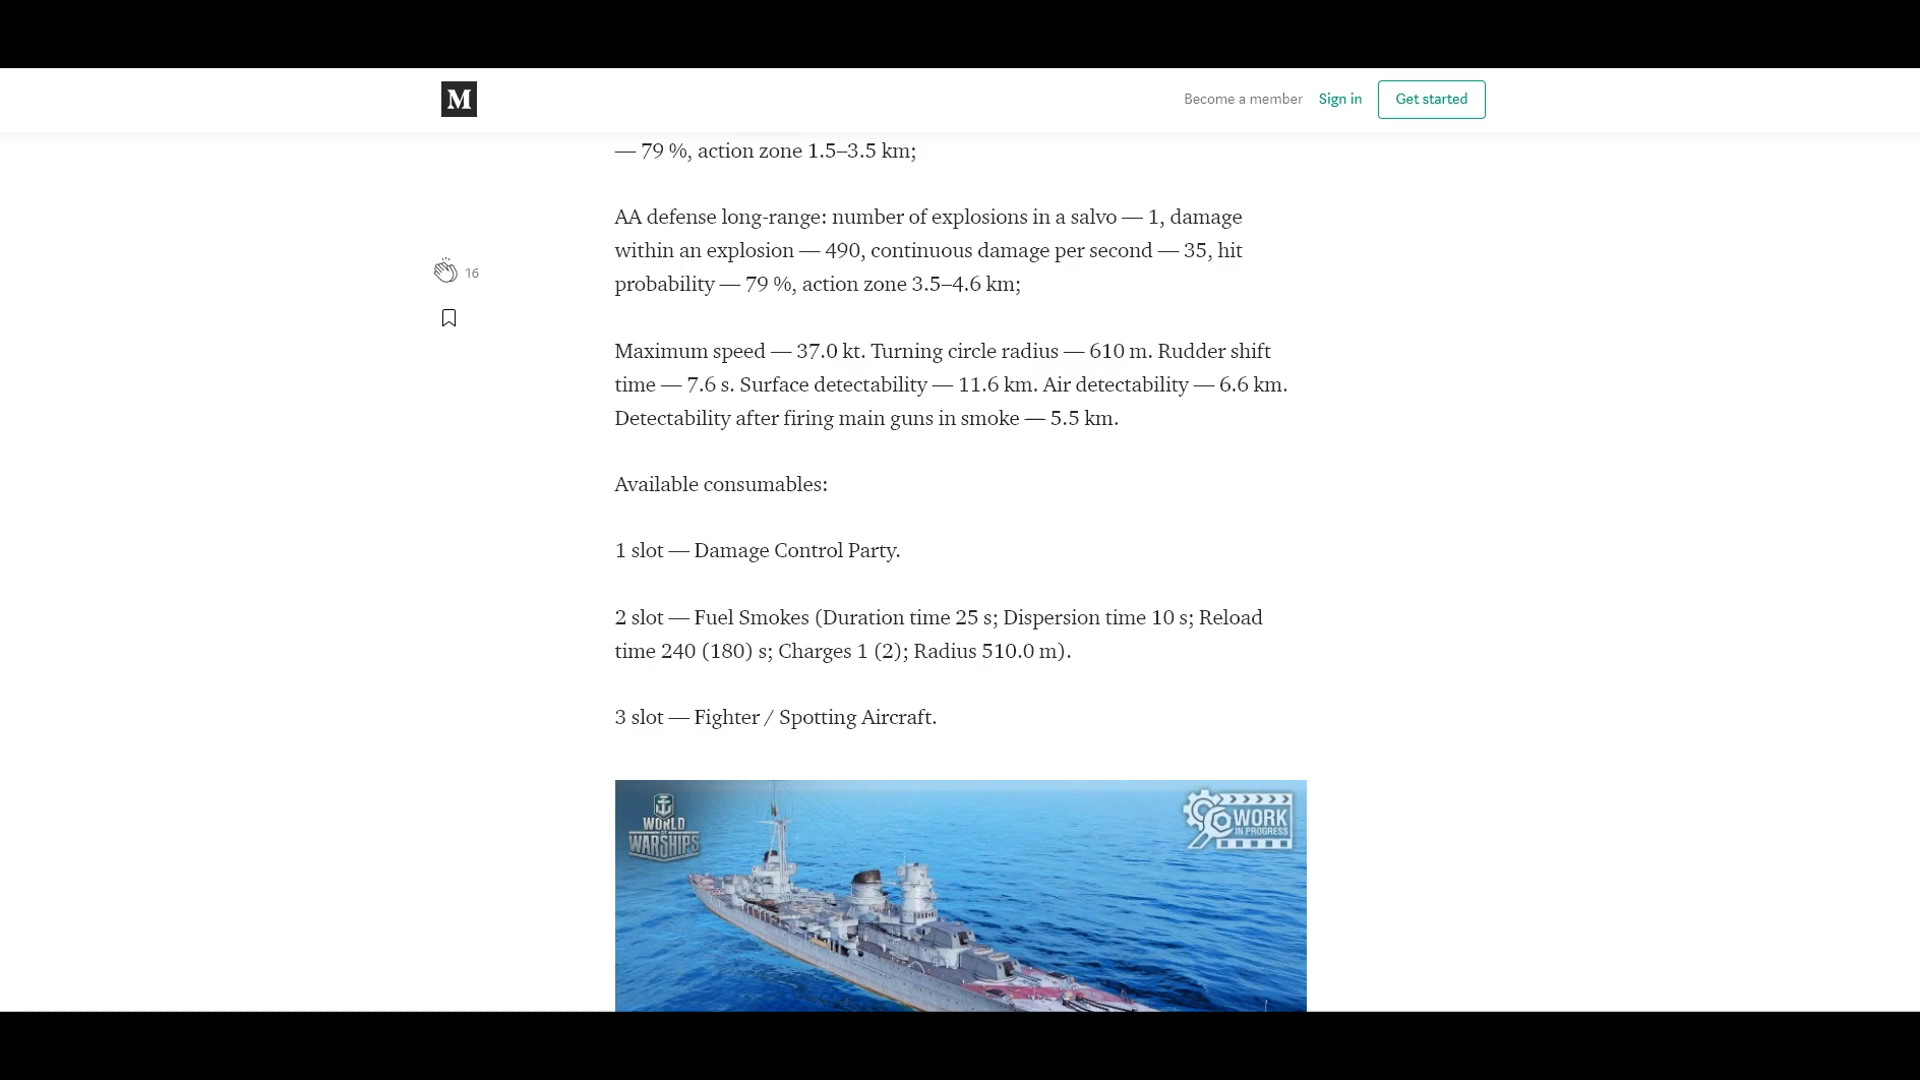 M
Become a member Sign in Get started
— 79 %, action zone 1.5–3.5 km;
AA defense long-range: number of explosions in a salvo — 1, damage
within an explosion — 490, continuous damage per second — 35, hit
probability — 79 %, action zone 3.5–4.6 km;
16
Maximum speed — 37.0 kt. Turning circle radius — 610 m. Rudder shift
time — 7.6 s. Surface detectability — 11.6 km. Air detectability — 6.6 km.
Detectability after firing main guns in smoke — 5.5 km.
Available consumables:
1 slot — Damage Control Party.
2 slot — Fuel Smokes (Duration time 25 s; Dispersion time 10 s; Reload
time 240 (180) s; Charges 1 (2); Radius 510.0 m).
3 slot — Fighter / Spotting Aircraft.
WORLD
OF
WARSHIPS
WORK
IN PROGRESS